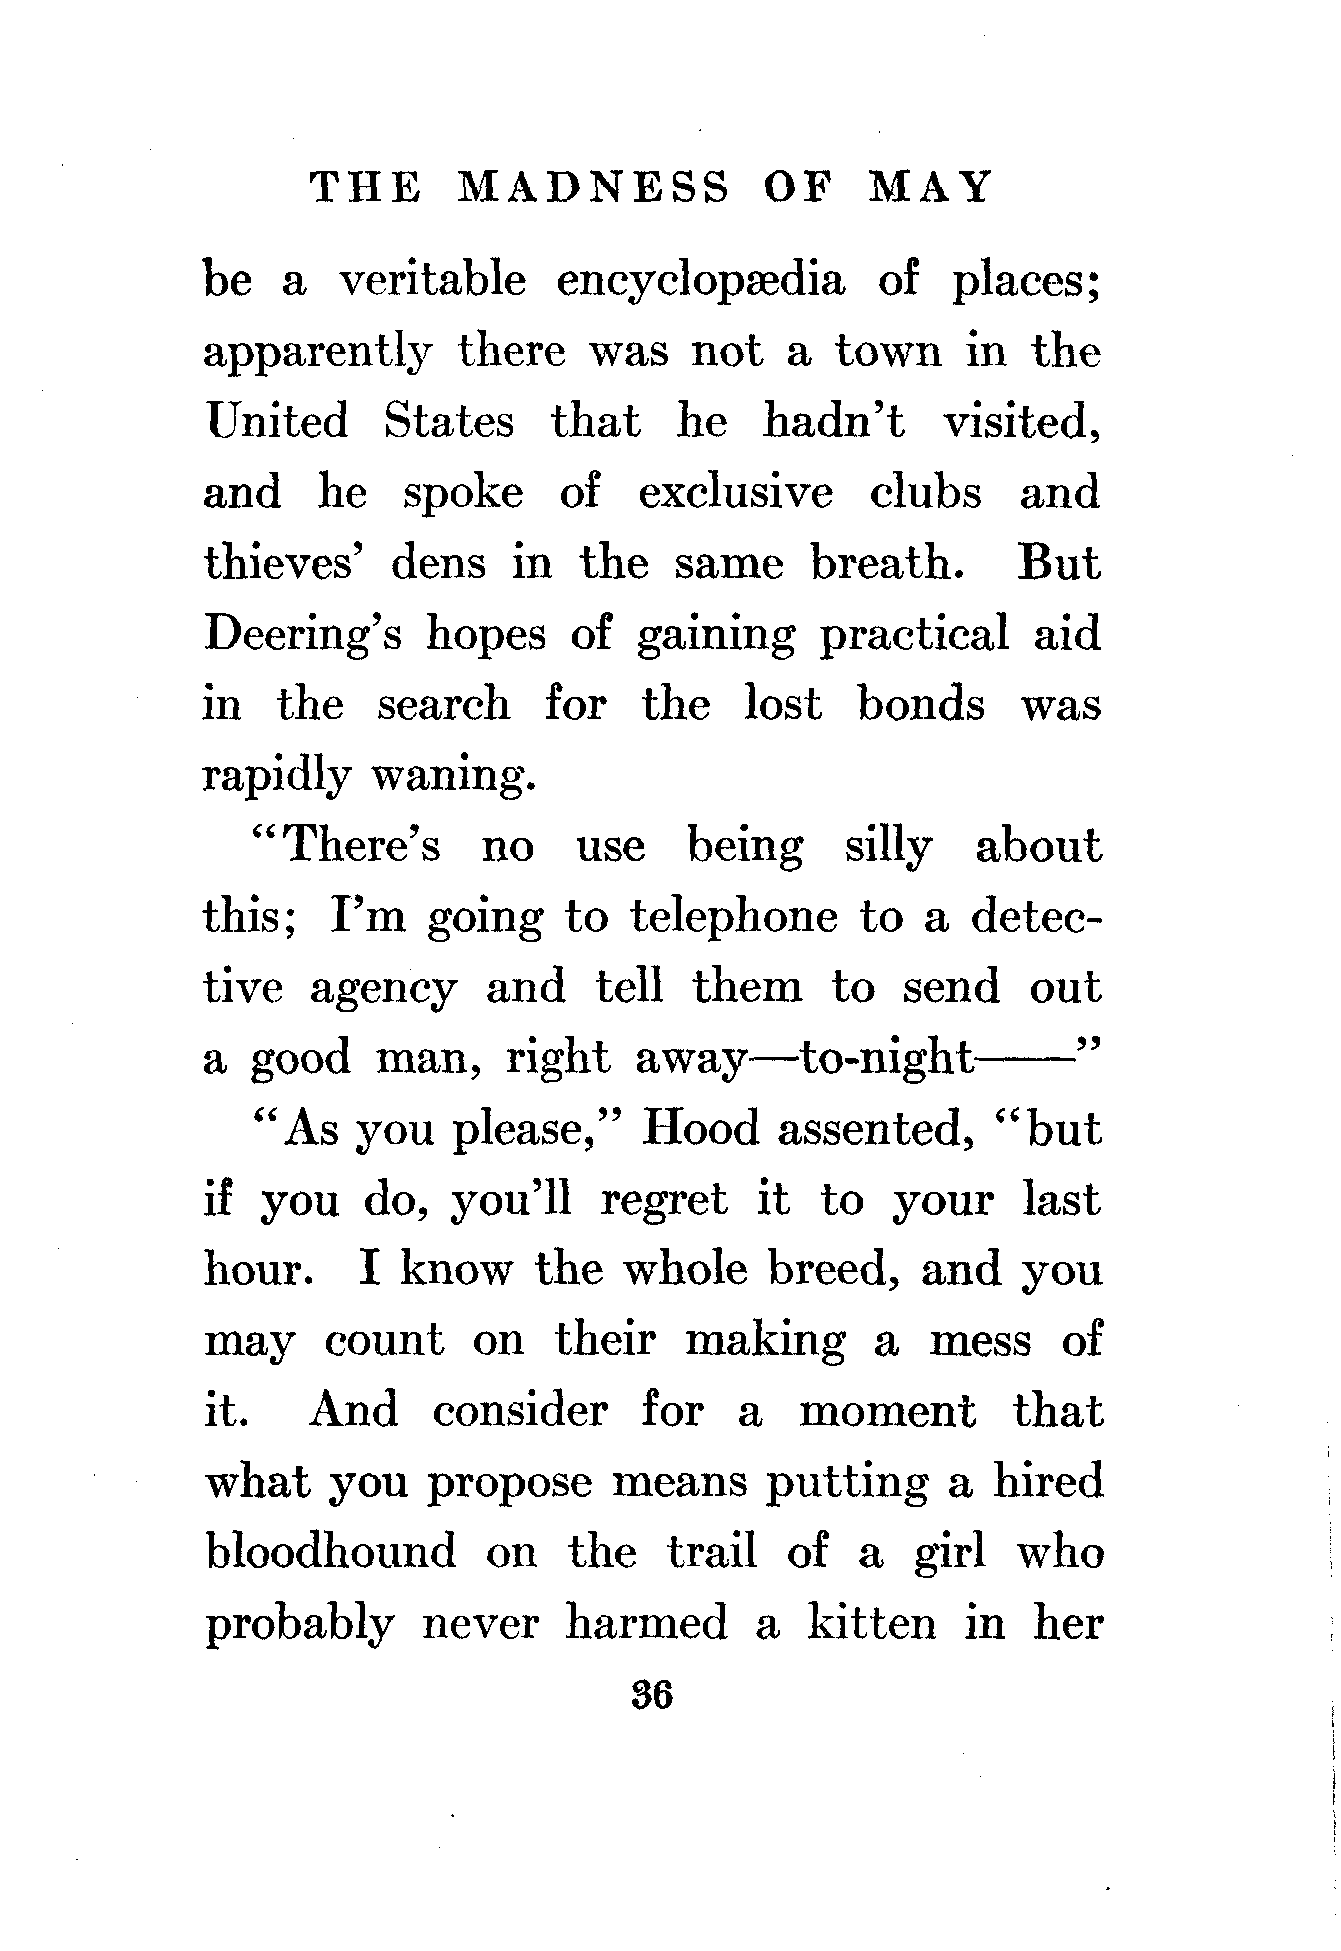 THE MADNESS OF MAY
be a veritable encyclopædia of places;
apparently there was not a town in the
United States that he hadn't visited,
and he spoke of exclusive clubs and
thieves' dens in the same breath. But
Deering's hopes of gaining practical aid
in the search for the lost bonds was
rapidly waning.
“There's no use being silly about
this; I'm going to telephone to a detec-
tive agency and tell them to send out
a good man, right away—to-night——”
“As you please,” Hood assented, “but
if you do, you'll regret it to your last
hour. I know the whole breed, and you
may count on their making a mess of
it. And consider for a moment that
what you propose means putting a hired
bloodhound on the trail of a girl who
probably never harmed a kitten in her
36